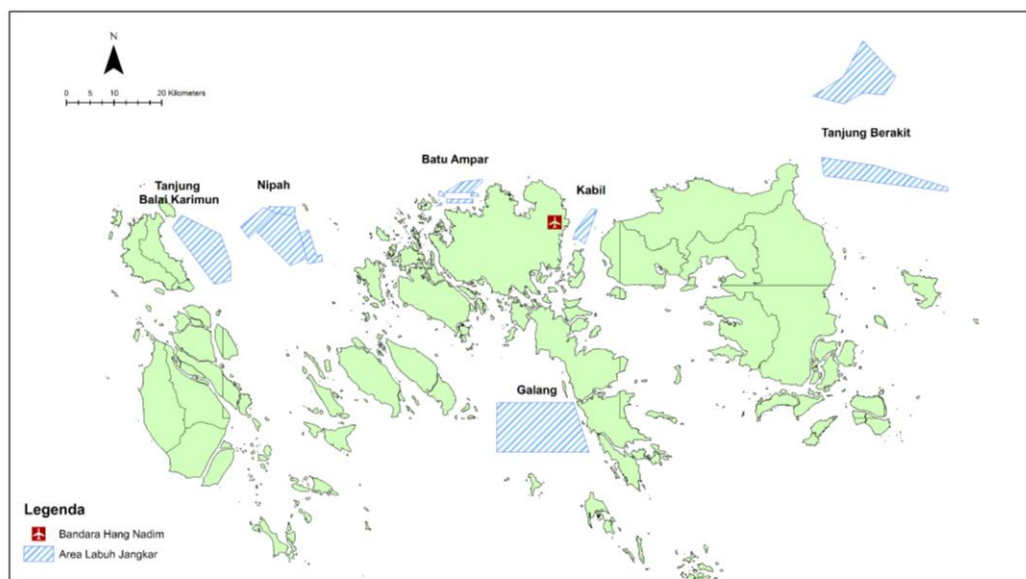 N
0 5 10 20 Kilometers
Tanjung Berakit
Batu Ampar
Tanjung
Balai Karimun
Nipah
Kabil
Galang
Legenda
Bandara Hang Nadim
Area Labuh Jangkar